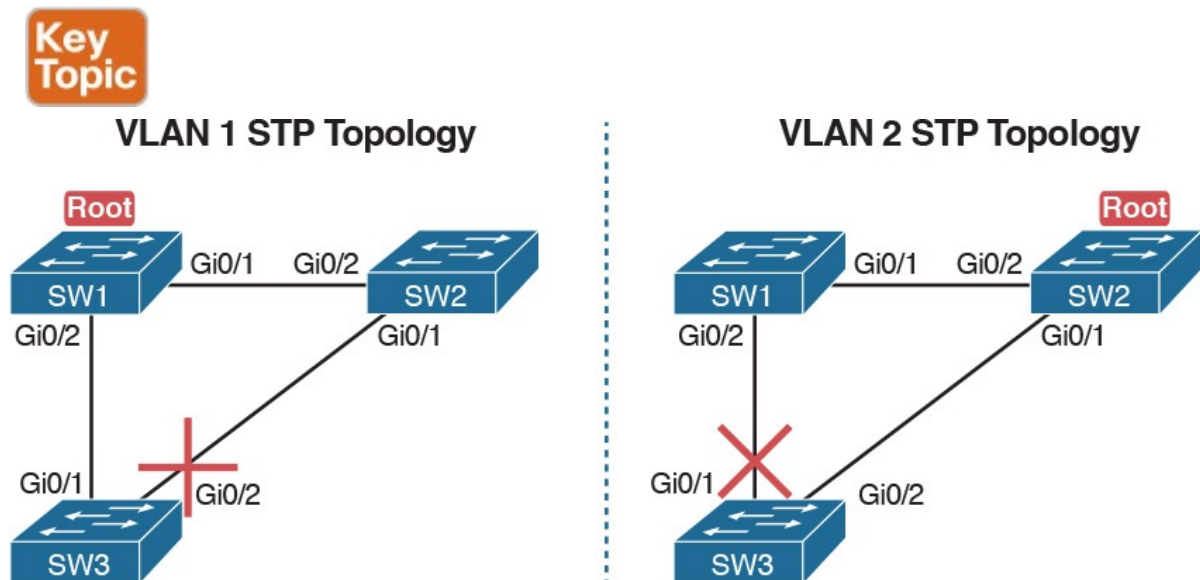 Key
Topic
VLAN 1 STP Topology
Root
Gi0/1 Gi0/2
SW1 SW2
Gi0/2 Gi0/1
Gi0/1 Gi0/2
SW3
VLAN 2 STP Topology
Root
Gi0/1 Gi0/2
SW1 SW2
Gi0/2 Gi0/1
Gi0/1 Gi0/2
SW3